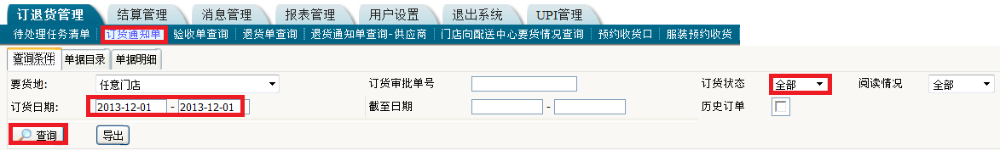 订退货管理 结算管理 消息管理 报表管理 用户设置 退出系统 UPI管理
待处理任务清单 订货通知单 验收单查询 退货单查询 退货通知单查询-供应商 门店向配送中心要货情况查询 预约收货口 服装预约收货
查询条件 单据目录 单据明细
要货地: 任意门店 订货审批单号 订货状态 全部 阅读情况 全部
订货日期: 2013-12-01 - 2013-12-01 截至日期 - 历史订单
查询 导出